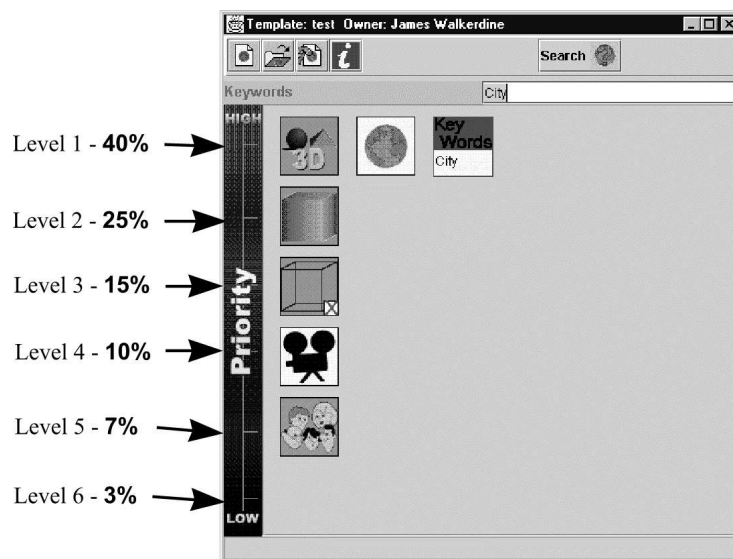 Template: test Owner: James Walkerdine
Search
Keywords
City
HIGH
Level 1 - 40%
3D
Key
Words
City
Level 2 - 25%
Level 3 - 15%
Priority
Level 4 - 10%
Level 5 - 7%
Level 6 - 3%
LOW